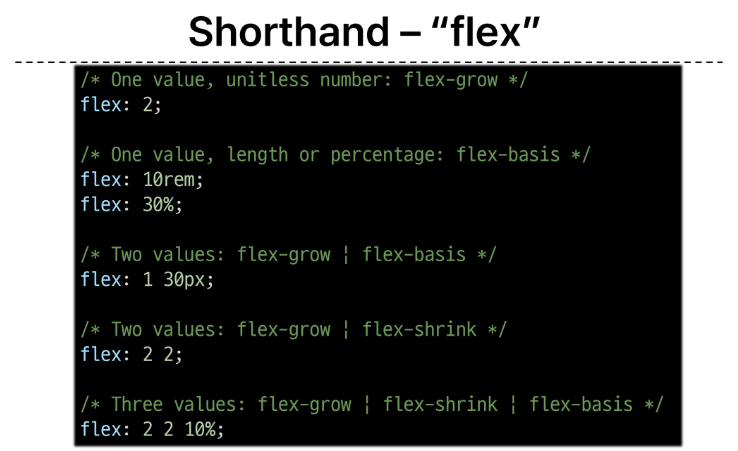 Shorthand – “flex”
/* One value, unitless number: flex-grow */
flex: 2;
/* One value, length or percentage: flex-basis */
flex: 10rem;
flex: 30%;
/* Two values: flex-grow ¦ flex-basis */
flex: 1 30px;
/* Two values: flex-grow ¦ flex-shrink */
flex: 2 2;
/* Three values: flex-grow ¦ flex-shrink ¦ flex-basis */
flex: 2 2 10%;